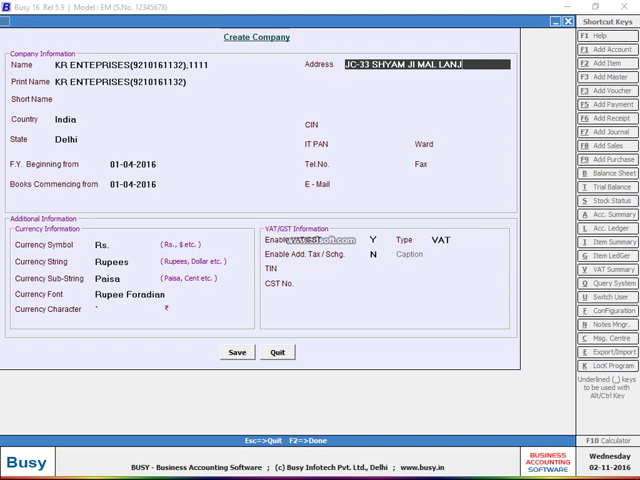 Busy 16 Rel 5.9 | Model : EM (S.No. 12345678)
Create Company
Company Information
Name KR ENTEPRISES(9210161132),1111
Print Name KR ENTEPRISES(9210161132)
Short Name
Country India
State Delhi
F.Y. Beginning from 01-04-2016
Books Commencing from 01-04-2016
Address JC-33 SHYAM JI MAL LANJ
CIN
IT PAN Ward
Tel.No. Fax
E - Mail
Additional Information
Currency Information
Currency Symbol Rs. (Rs., $ etc.)
Currency String Rupees (Rupees, Dollar etc.)
Currency Sub-String Paisa (Paisa, Cent etc.)
Currency Font Rupee Foradian
Currency Character ` ₹
VAT/GST Information
Enable VAT/GST Y Type VAT
Enable Add. Tax / Schg. N Caption
TIN
CST No.
Save Quit
Shortcut Keys
F1 Help
F1 Add Account
F2 Add Item
F3 Add Master
F3 Add Voucher
F5 Add Payment
F6 Add Receipt
F7 Add Journal
F8 Add Sales
F9 Add Purchase
B Balance Sheet
T Trial Balance
S Stock Status
A Acc. Summary
L Acc. Ledger
I Item Summary
G Item Ledger
V VAT Summary
Q Query System
U Switch User
F Configuration
N Notes Mngr.
C Msg. Centre
E Export/Import
K Lock Program
Underlined (_) keys
to be used with
Alt/Ctrl Key
F10 Calculator
Esc=>Quit F2=>Done
Busy
BUSY - Business Accounting Software ; (c) Busy Infotech Pvt. Ltd., Delhi ; www.busy.in
BUSINESS
ACCOUNTING
SOFTWARE
Wednesday
02-11-2016